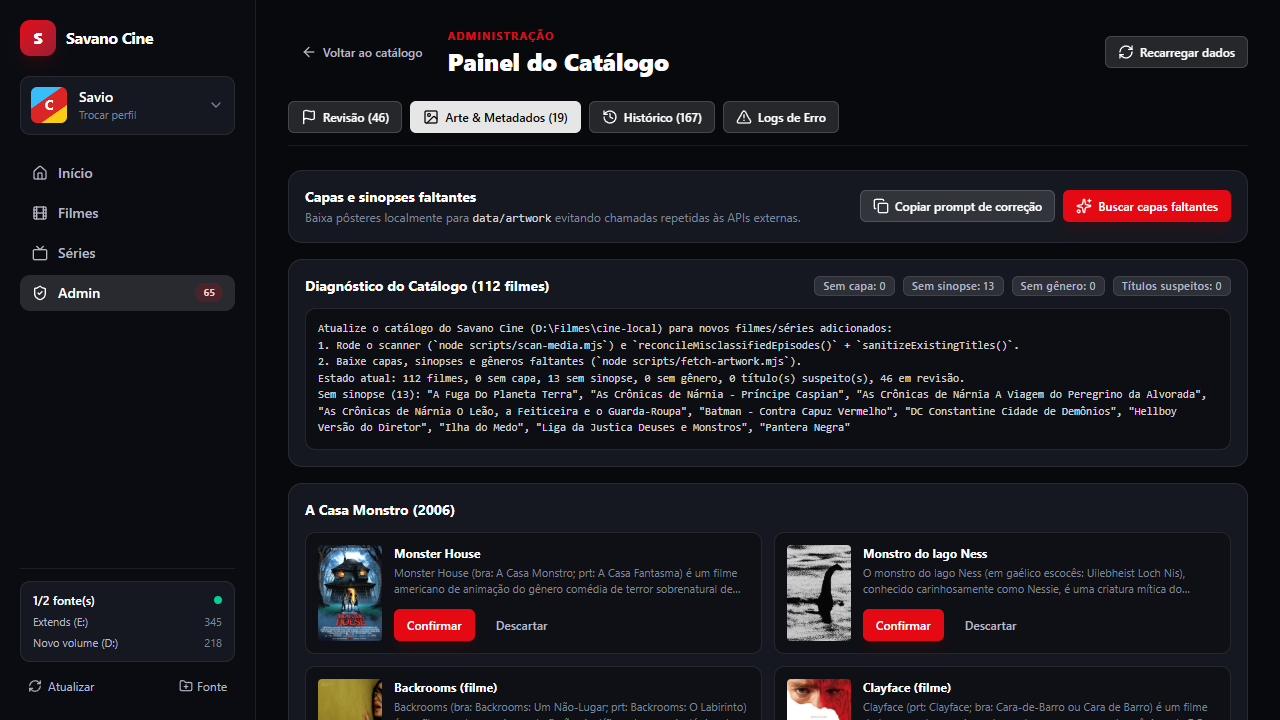 S
Savano Cine
C
Savio
Trocar perfil
Início
Filmes
Séries
Admin
65
1/2 fonte(s)
Extends (E:)
345
Novo volume (D:)
218
Atualizar
Fonte
Voltar ao catálogo
ADMINISTRAÇÃO
Painel do Catálogo
Recarregar dados
Revisão (46)
Arte & Metadados (19)
Histórico (167)
Logs de Erro
Capas e sinopses faltantes
Baixa pôsteres localmente para data/artwork evitando chamadas repetidas às APIs externas.
Copiar prompt de correção
Buscar capas faltantes
Diagnóstico do Catálogo (112 filmes)
Sem capa: 0
Sem sinopse: 13
Sem gênero: 0
Títulos suspeitos: 0
Atualize o catálogo do Savano Cine (D:\Filmes\cine-local) para novos filmes/séries adicionados:
1. Rode o scanner (`node scripts/scan-media.mjs`) e `reconcileMisclassifiedEpisodes()` + `sanitizeExistingTitles()`.
2. Baixe capas, sinopses e gêneros faltantes (`node scripts/fetch-artwork.mjs`).
Estado atual: 112 filmes, 0 sem capa, 13 sem sinopse, 0 sem gênero, 0 título(s) suspeito(s), 46 em revisão.
Sem sinopse (13): "A Fuga Do Planeta Terra", "As Crônicas de Nárnia - Príncipe Caspian", "As Crônicas de Nárnia A Viagem do Peregrino da Alvorada",
"As Crônicas de Nárnia O Leão, a Feiticeira e o Guarda-Roupa", "Batman - Contra Capuz Vermelho", "DC Constantine Cidade de Demônios", "Hellboy
Versão do Diretor", "Ilha do Medo", "Liga da Justica Deuses e Monstros", "Pantera Negra"
A Casa Monstro (2006)
Monster House
Monster House (bra: A Casa Monstro; prt: A Casa Fantasma) é um filme
americano de animação do gênero comédia de terror sobrenatural de...
Confirmar
Descartar
Monstro do lago Ness
O monstro do lago Ness (em gaélico escocês: Uilebheist Loch Nis),
conhecido carinhosamente como Nessie, é uma criatura mítica do...
Confirmar
Descartar
Backrooms (filme)
Backrooms (bra: Backrooms: Um Não-Lugar; prt: Backrooms: O Labirinto)
Clayface (filme)
Clayface (prt: Clayface; bra: Cara-de-Barro ou Cara de Barro) é um filme